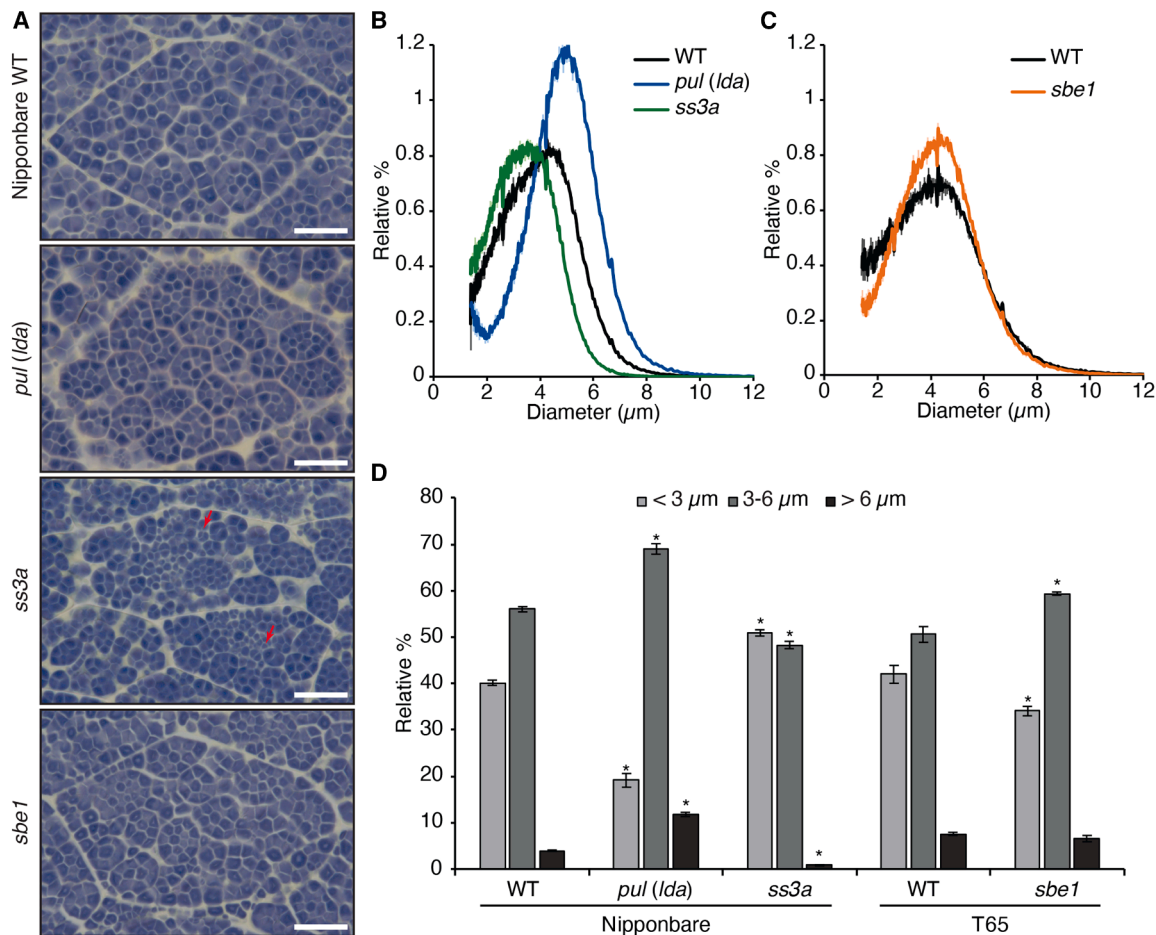 A
Nipponbare WT
pul (lda)
ss3a
sbe1
B
1.2
1
0.8
0.6
0.4
0.2
0
Relative %
WT
pul (lda)
ss3a
0 2 4 6 8 10 12
Diameter (µm)
C
1.2
1
0.8
0.6
0.4
0.2
0
Relative %
WT
sbe1
0 2 4 6 8 10 12
Diameter (µm)
D
80
70
60
50
40
30
20
10
0
Relative %
< 3 µm 3-6 µm > 6 µm
* * * * * * * *
WT pul (lda) ss3a WT sbe1
Nipponbare T65